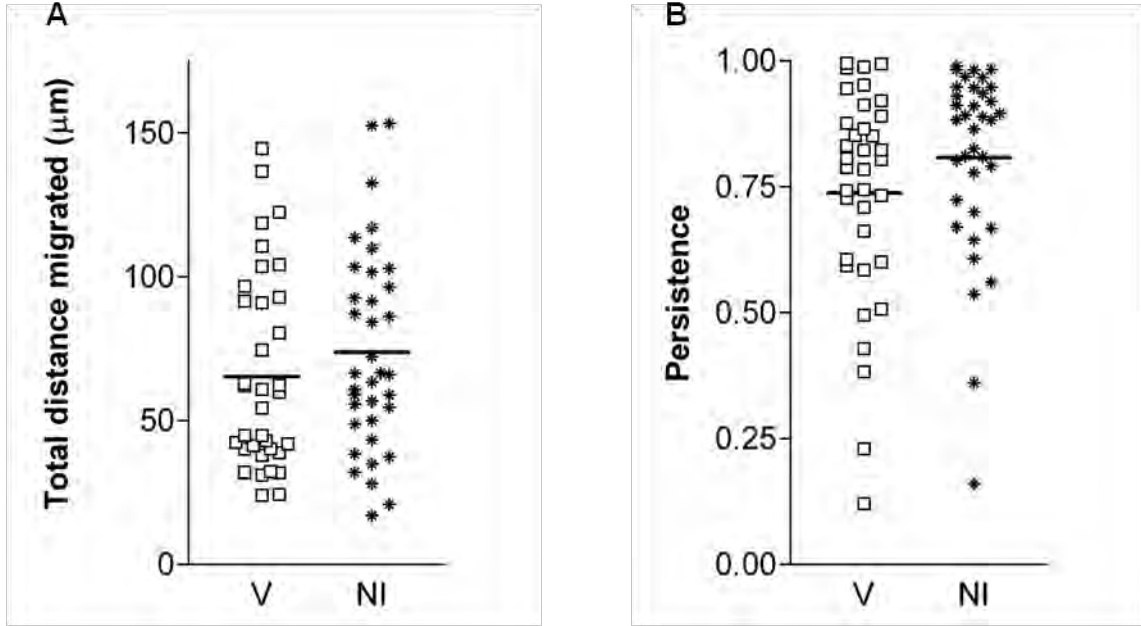 A
Total distance migrated (μm)
150
100
50
0
V NI
B
Persistence
1.00
0.75
0.50
0.25
0.00
V NI